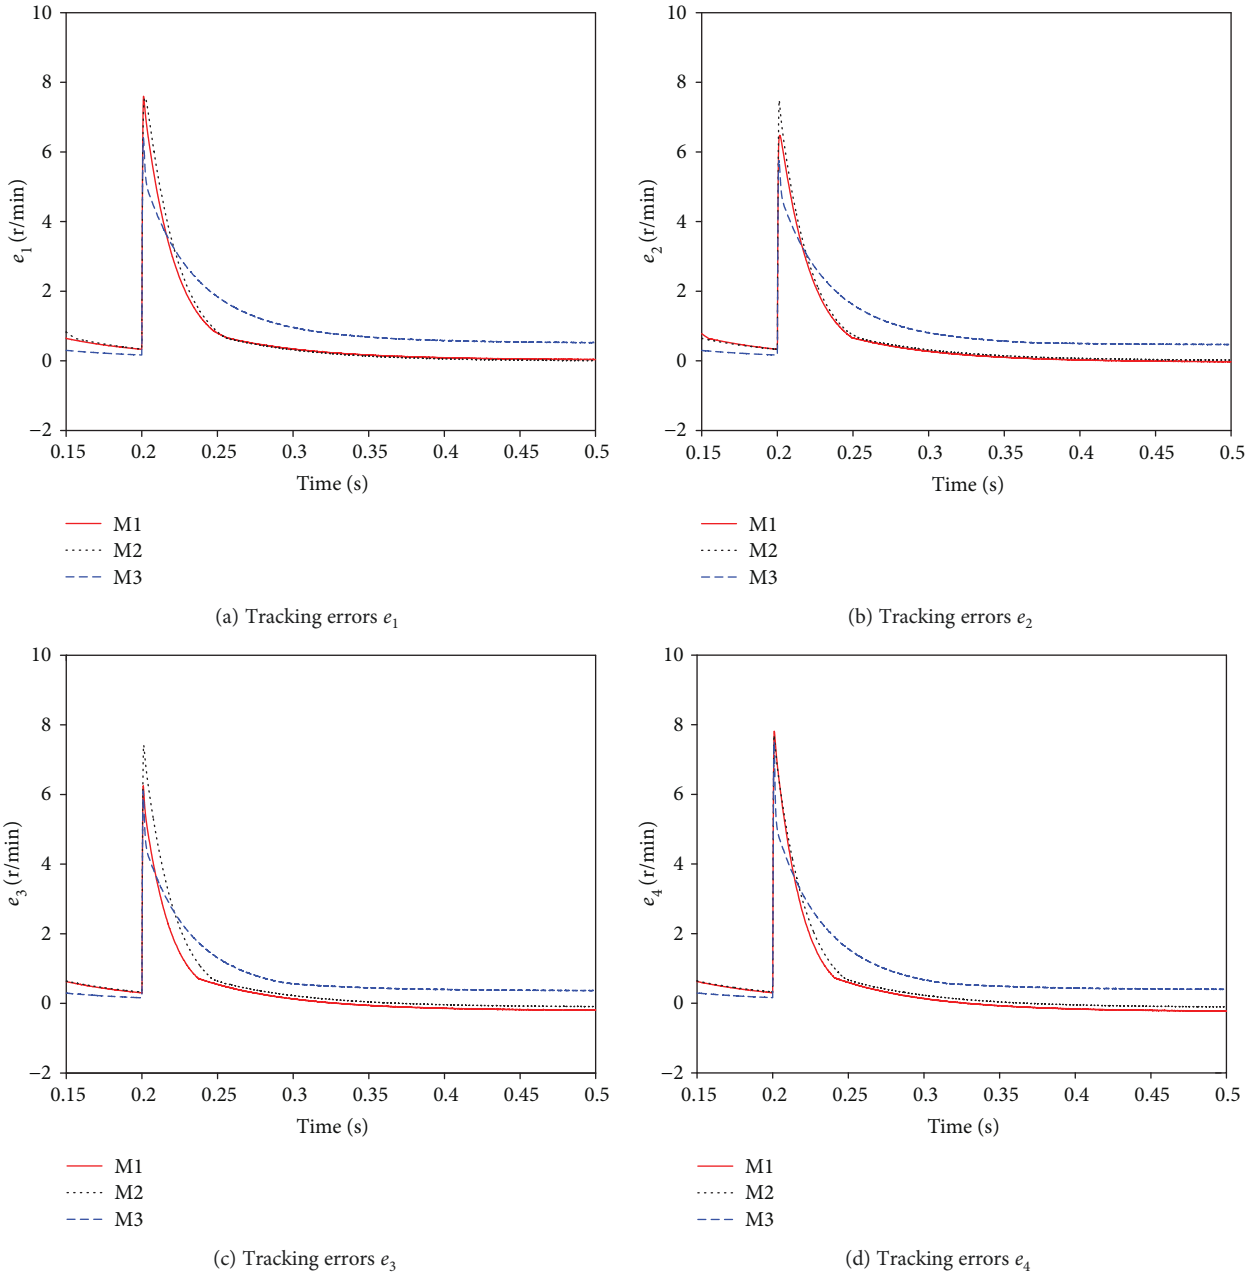 10
8
6
4
2
0
−2
e1 (r/min)
0.15 0.2 0.25 0.3 0.35 0.4 0.45 0.5
Time (s)
M1
M2
M3
(a) Tracking errors e1
10
8
6
4
2
0
−2
e2 (r/min)
0.15 0.2 0.25 0.3 0.35 0.4 0.45 0.5
Time (s)
M1
M2
M3
(b) Tracking errors e2
10
8
6
4
2
0
−2
e3 (r/min)
0.15 0.2 0.25 0.3 0.35 0.4 0.45 0.5
Time (s)
M1
M2
M3
(c) Tracking errors e3
10
8
6
4
2
0
−2
e4 (r/min)
0.15 0.2 0.25 0.3 0.35 0.4 0.45 0.5
Time (s)
M1
M2
M3
(d) Tracking errors e4